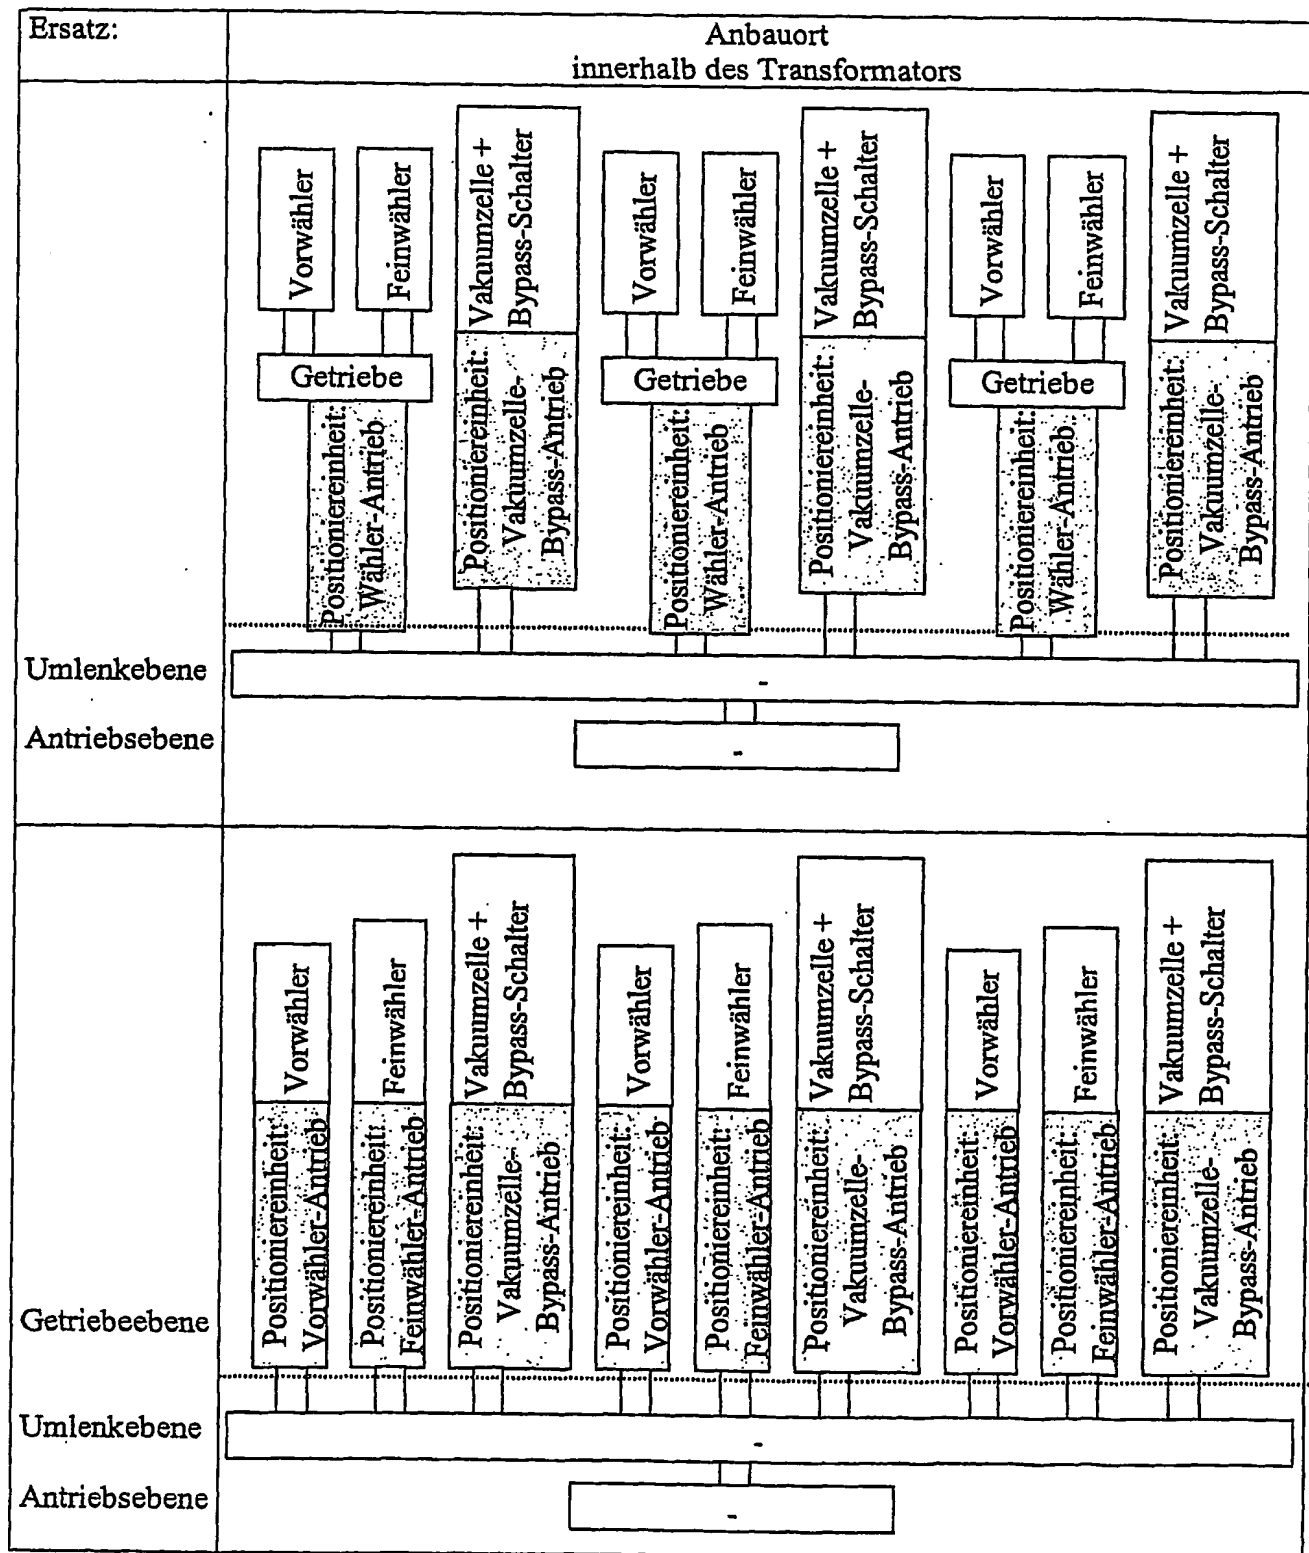 Ersatz:
Anbauort
innerhalb des Transformators
Vorwähler
Feinwähler
Vakuumzelle +
Bypass-Schalter
Vorwähler
Feinwähler
Vakuumzelle +
Bypass-Schalter
Vorwähler
Feinwähler
Vakuumzelle +
Bypass-Schalter
Getriebe
Getriebe
Getriebe
Positioniereinheit:
Wähler-Antrieb
Positioniereinheit:
Vakuumzelle-
Bypass-Antrieb
Positioniereinheit:
Wähler-Antrieb
Positioniereinheit:
Vakuumzelle-
Bypass-Antrieb
Positioniereinheit:
Wähler-Antrieb
Positioniereinheit:
Vakuumzelle-
Bypass-Antrieb
Umlenkebene
-
Antriebsebene
-
Vorwähler
Feinwähler
Vakuumzelle +
Bypass-Schalter
Vorwähler
Feinwähler
Vakuumzelle +
Bypass-Schalter
Vorwähler
Feinwähler
Vakuumzelle +
Bypass-Schalter
Positioniereinheit:
Vorwähler-Antrieb
Positioniereinheit:
Feinwähler-Antrieb
Positioniereinheit:
Vakuumzelle-
Bypass-Antrieb
Positioniereinheit:
Vorwähler-Antrieb
Positioniereinheit:
Feinwähler-Antrieb
Positioniereinheit:
Vakuumzelle-
Bypass-Antrieb
Positioniereinheit:
Vorwähler-Antrieb
Positioniereinheit:
Feinwähler-Antrieb
Positioniereinheit:
Vakuumzelle-
Bypass-Antrieb
Getriebeebene
Umlenkebene
-
Antriebsebene
-